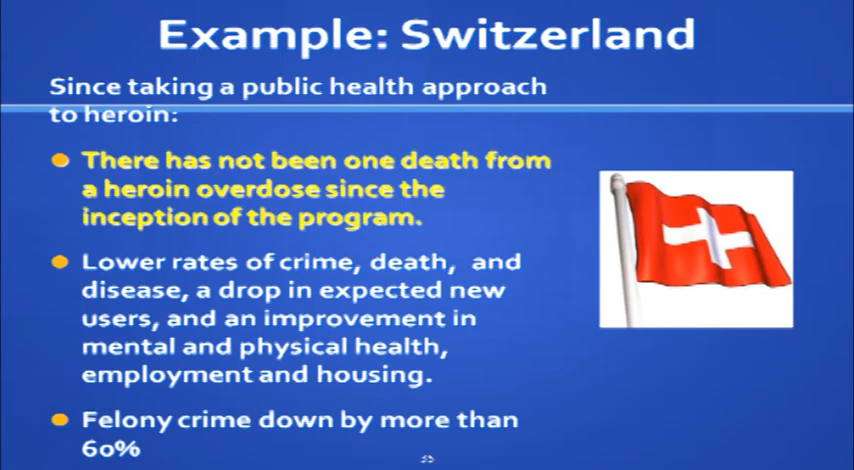 Example: Switzerland
Since taking a public health approach
to heroin:
There has not been one death from
a heroin overdose since the
inception of the program.
Lower rates of crime, death, and
disease, a drop in expected new
users, and an improvement in
mental and physical health,
employment and housing.
Felony crime down by more than
60%